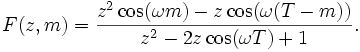 F(z, m) = \frac{z^2 \cos(\omega m) - z \cos(\omega(T - m))}{z^2 - 2z \cos(\omega T) + 1}.